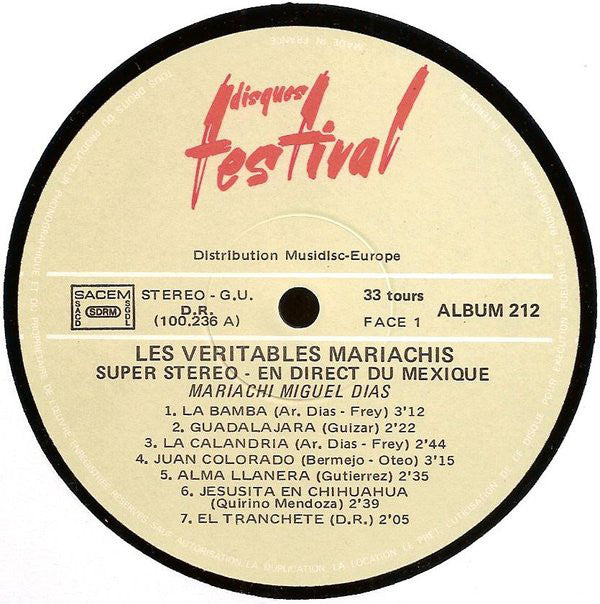 MADE IN FRANCE
disques
festival
Distribution Musidisc-Europe
SACEM
SACD SDRM SGDL
STEREO - G.U.
D.R.
(100.236 A)
33 tours
FACE 1
ALBUM 212
LES VERITABLES MARIACHIS
SUPER STEREO - EN DIRECT DU MEXIQUE
MARIACHI MIGUEL DIAS
1. LA BAMBA (Ar. Dias - Frey) 3'12
2. GUADALAJARA (Guizar) 2'22
3. LA CALANDRIA (Ar. Dias - Frey) 2'44
4. JUAN COLORADO (Bermejo - Oteo) 3'15
5. ALMA LLANERA (Gutierrez) 2'35
6. JESUSITA EN CHIHUAHUA
(Quirino Mendoza) 2'39
7. EL TRANCHETE (D.R.) 2'05